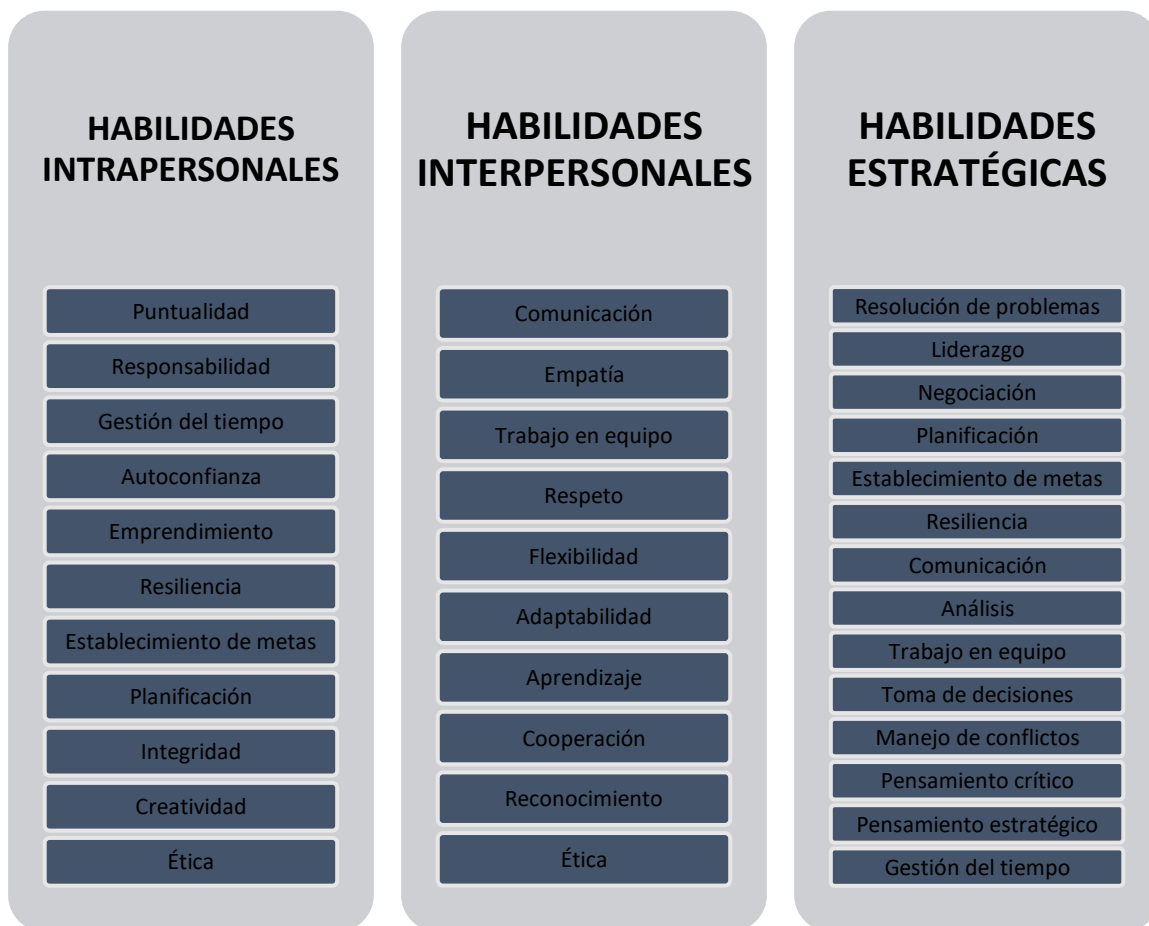 HABILIDADES
INTRAPERSONALES
Puntualidad
Responsabilidad
Gestión del tiempo
Autoconfianza
Emprendimiento
Resiliencia
Establecimiento de metas
Planificación
Integridad
Creatividad
Ética
HABILIDADES
INTERPERSONALES
Comunicación
Empatía
Trabajo en equipo
Respeto
Flexibilidad
Adaptabilidad
Aprendizaje
Cooperación
Reconocimiento
Ética
HABILIDADES
ESTRATÉGICAS
Resolución de problemas
Liderazgo
Negociación
Planificación
Establecimiento de metas
Resiliencia
Comunicación
Análisis
Trabajo en equipo
Toma de decisiones
Manejo de conflictos
Pensamiento crítico
Pensamiento estratégico
Gestión del tiempo